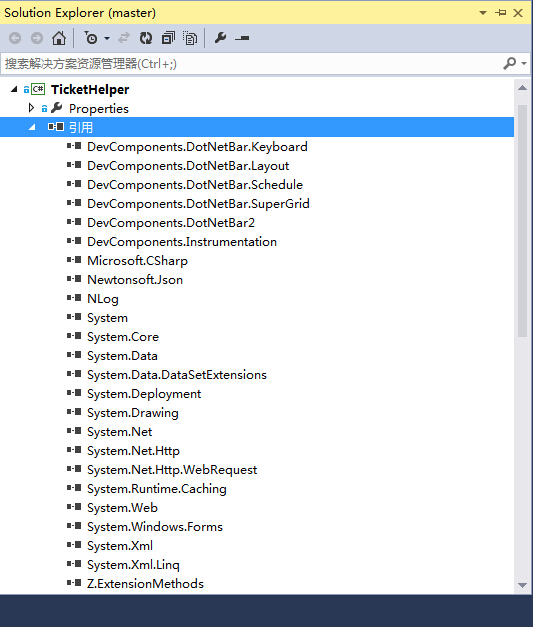 Solution Explorer (master)
搜索解决方案资源管理器(Ctrl+;)
C# TicketHelper
Properties
引用
DevComponents.DotNetBar.Keyboard
DevComponents.DotNetBar.Layout
DevComponents.DotNetBar.Schedule
DevComponents.DotNetBar.SuperGrid
DevComponents.DotNetBar2
DevComponents.Instrumentation
Microsoft.CSharp
Newtonsoft.Json
NLog
System
System.Core
System.Data
System.Data.DataSetExtensions
System.Deployment
System.Drawing
System.Net
System.Net.Http
System.Net.Http.WebRequest
System.Runtime.Caching
System.Web
System.Windows.Forms
System.Xml
System.Xml.Linq
Z.ExtensionMethods